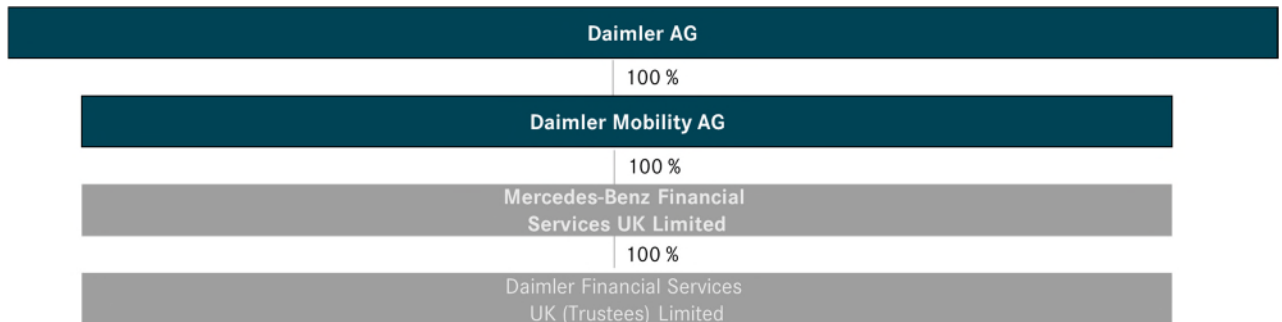 Daimler AG
100 %
Daimler Mobility AG
100 %
Mercedes-Benz Financial
Services UK Limited
100 %
Daimler Financial Services
UK (Trustees) Limited